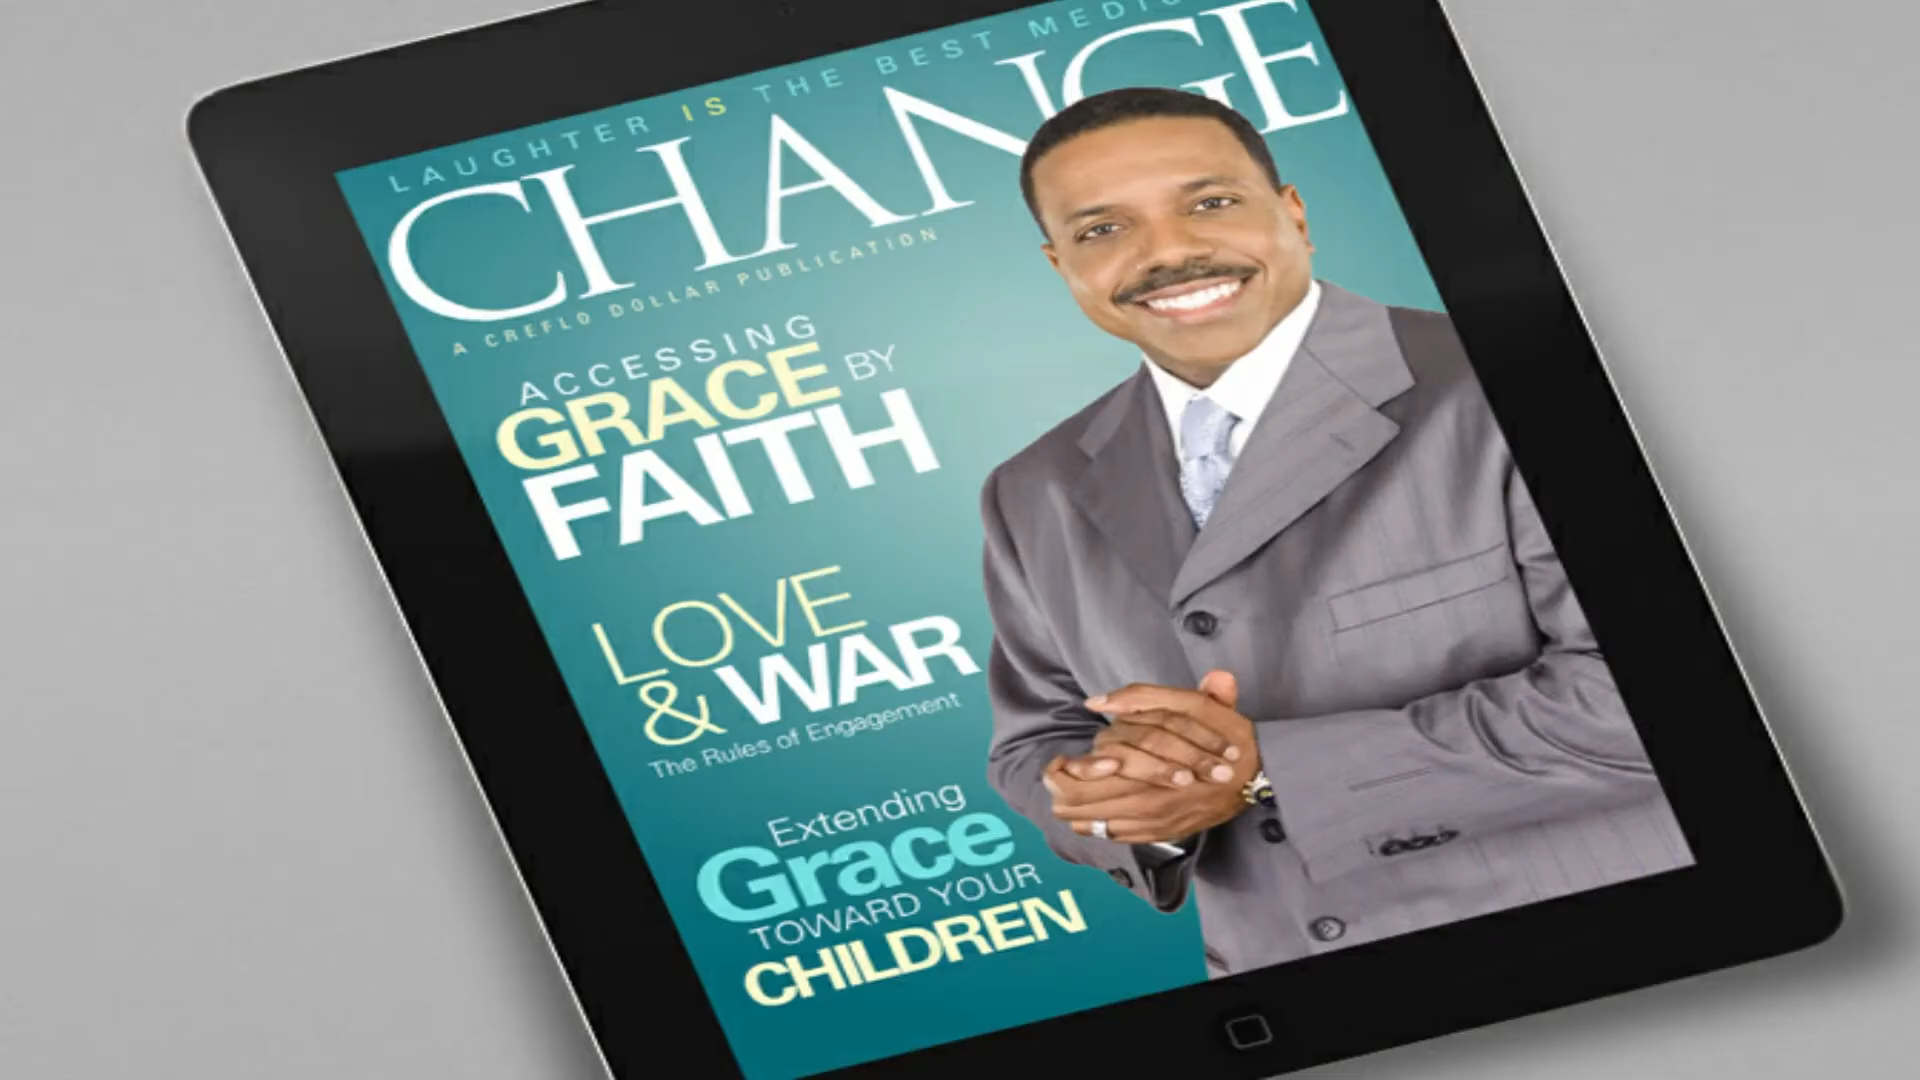 LAUGHTER IS THE BEST
CHANGE
A CREFLO DOLLAR PUBLICATION
ACCESSING
GRACE BY
FAITH
LOVE
& WAR
The Rules of Engagement
Extending
Grace
TOWARD YOUR
CHILDREN